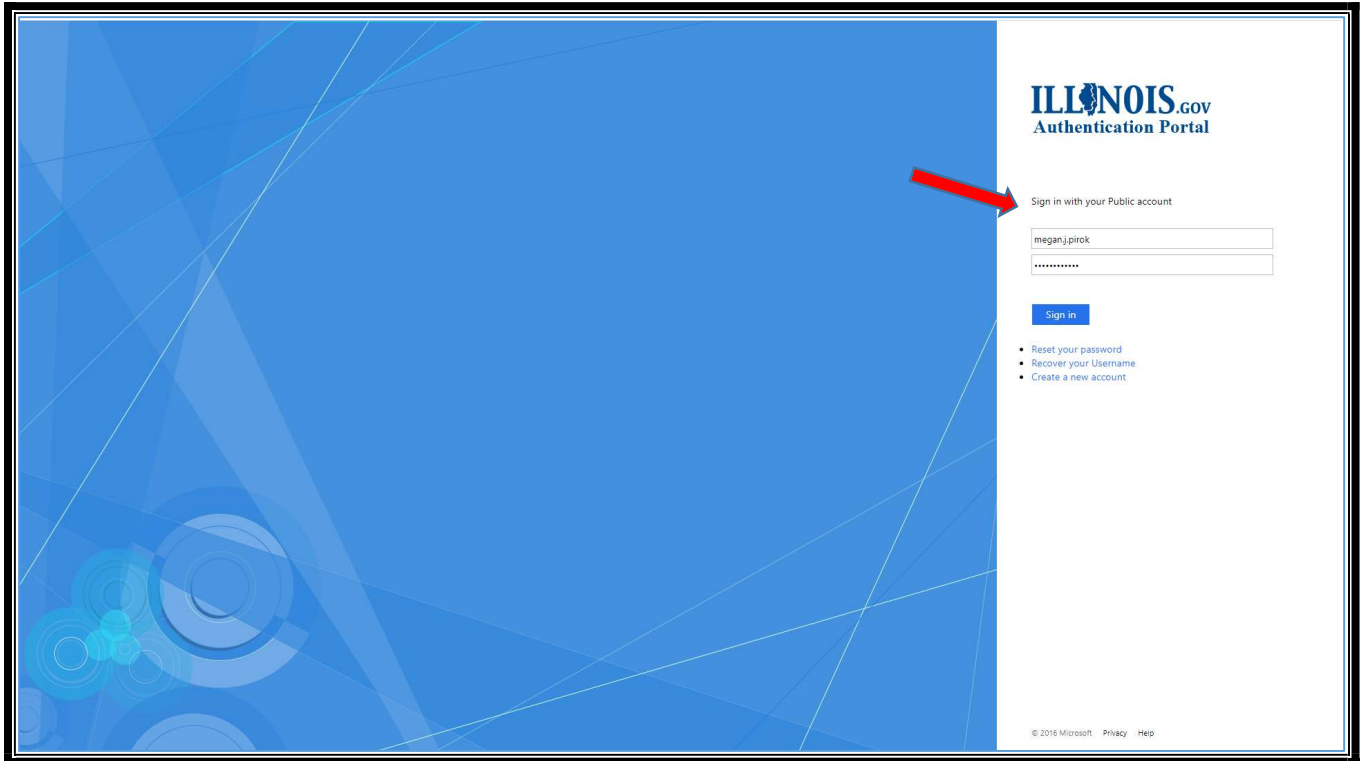 ILLINOIS.GOV
Authentication Portal
Sign in with your Public account
megan.j.pirok
••••••••••••
Sign in
Reset your password
Recover your Username
Create a new account
© 2016 Microsoft Privacy Help